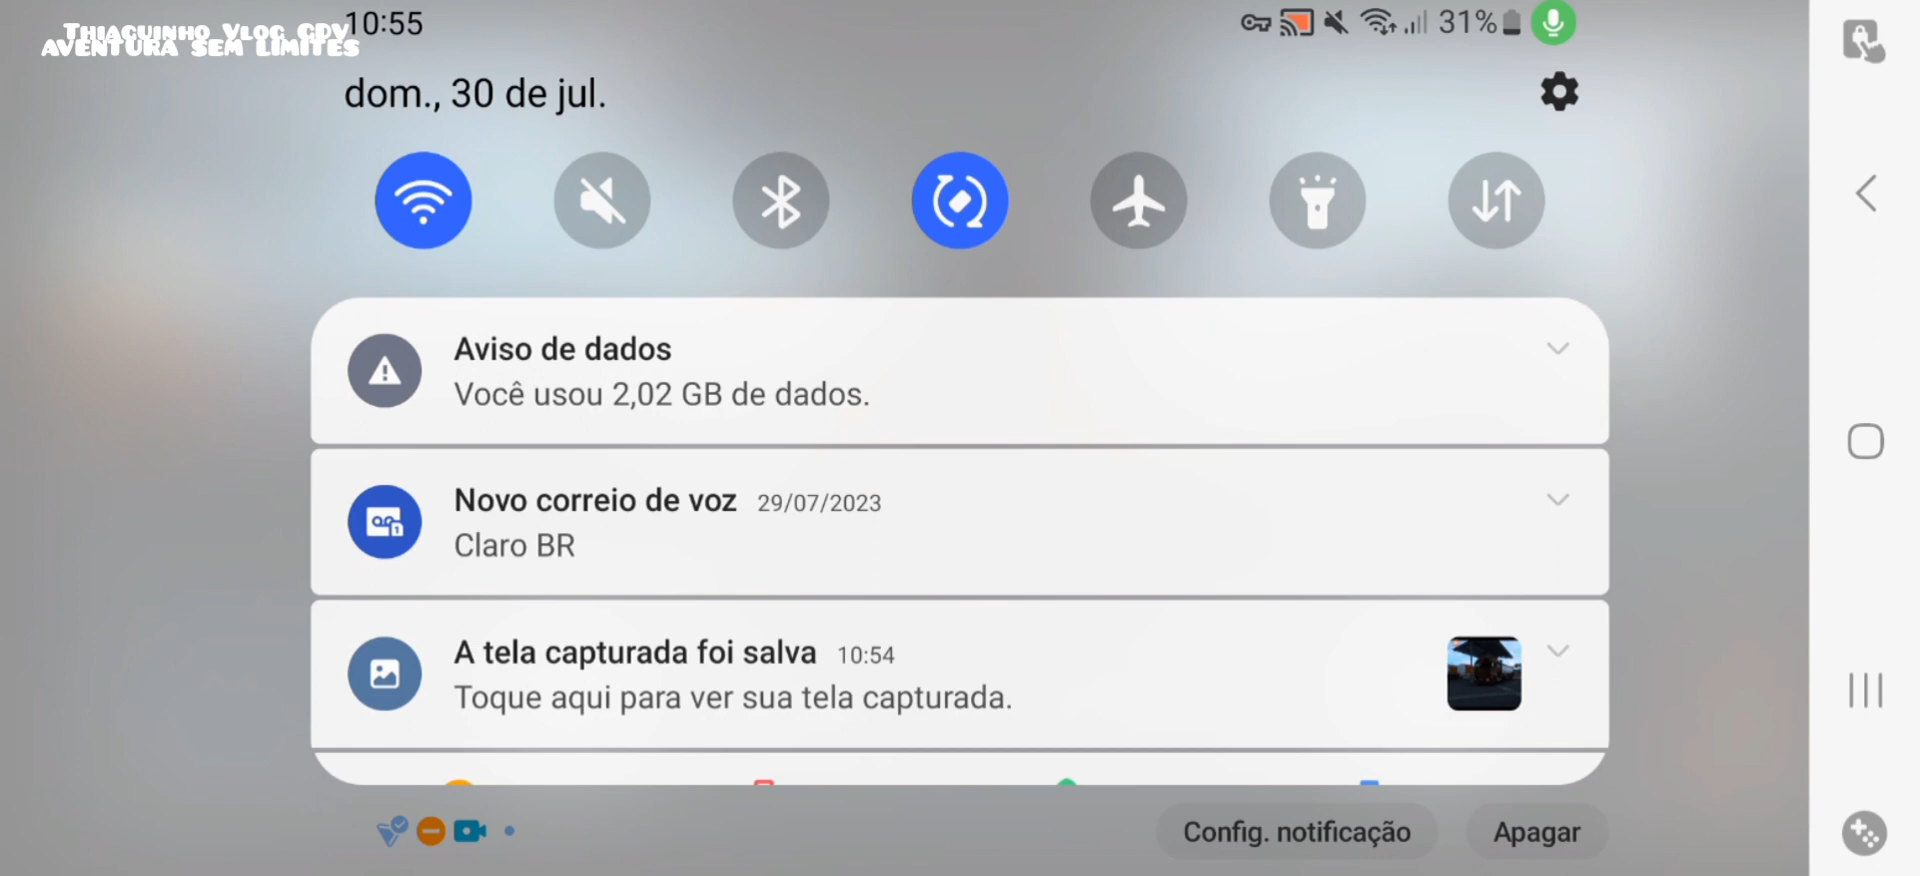 Thiaguinho Vlog GDV
AVENTURA SEM LIMITES
10:55
31%
dom., 30 de jul.
Aviso de dados
Você usou 2,02 GB de dados.
Novo correio de voz 29/07/2023
Claro BR
A tela capturada foi salva 10:54
Toque aqui para ver sua tela capturada.
Config. notificação
Apagar